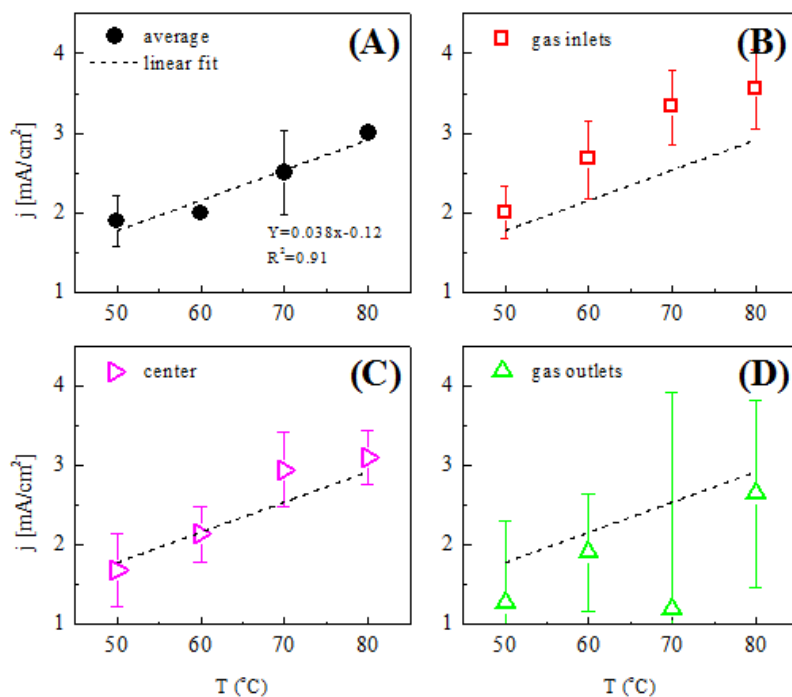 average
linear fit
(A)
4
3
2
1
j [mA/cm²]
Y=0.038x-0.12
R²=0.91
50 60 70 80
gas inlets
(B)
4
3
2
1
50 60 70 80
center
(C)
4
3
2
1
j [mA/cm²]
50 60 70 80
T (°C)
gas outlets
(D)
4
3
2
1
50 60 70 80
T (°C)